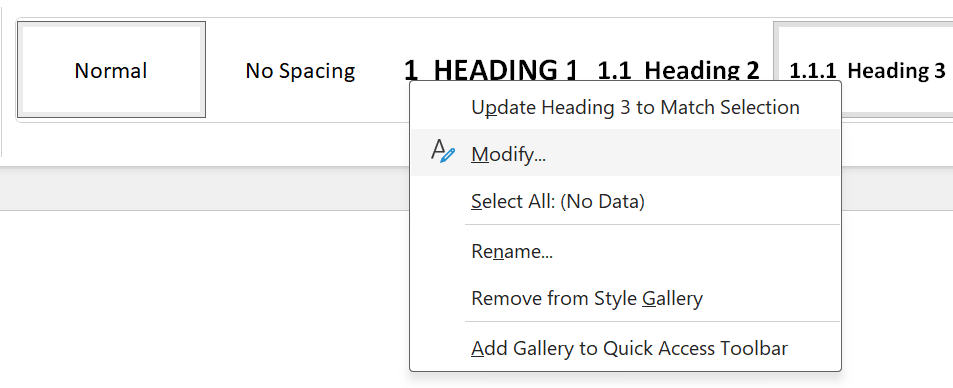 Normal
No Spacing
1 HEADING 1
1.1 Heading 2
1.1.1 Heading 3
Update Heading 3 to Match Selection
Modify...
Select All: (No Data)
Rename...
Remove from Style Gallery
Add Gallery to Quick Access Toolbar